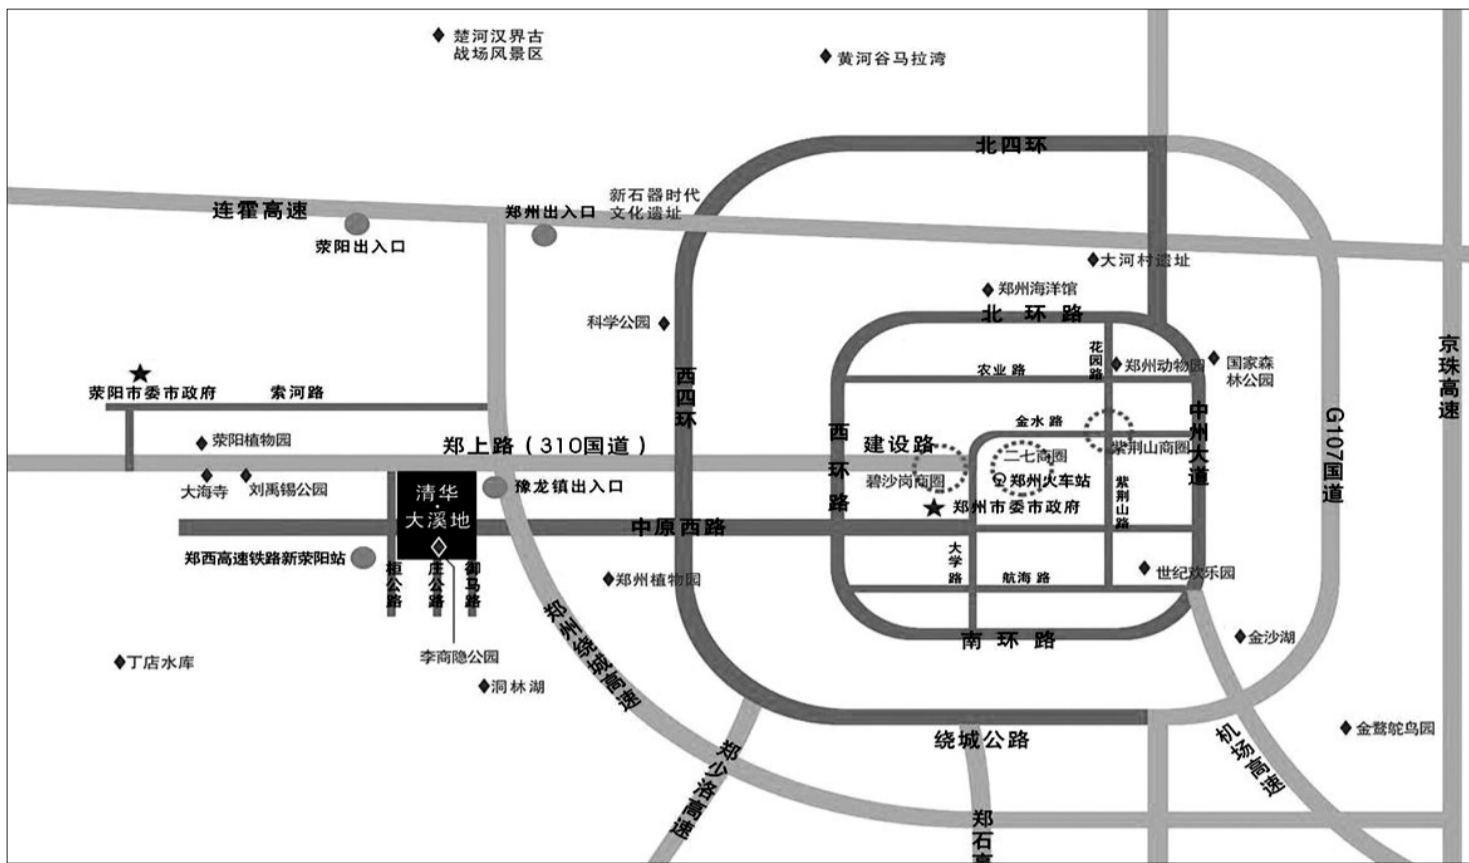 楚河汉界古
战场风景区
黄河谷马拉湾
北四环
新石器时代
文化遗址
连霍高速
郑州出入口
荥阳出入口
大河村遗址
郑州海洋馆
北环路
科学公园
花园路
郑州动物园
国家森
林公园
京珠高速
农业路
西四环
荥阳市委市政府
索河路
中州大道
G107国道
金水路
荥阳植物园
郑上路（310国道）
西环路
建设路
二七商圈
紫荆山商圈
大海寺
刘禹锡公园
清华·
大溪地
豫龙镇出入口
碧沙岗商圈
郑州火车站
紫荆山路
郑州市委市政府
中原西路
郑西高速铁路新荥阳站
桓公路
庄公路
御马路
郑州植物园
大学路
航海路
世纪欢乐园
郑州绕城高速
南环路
金沙湖
丁店水库
李商隐公园
洞林湖
绕城公路
机场高速
金鹜鸵鸟园
郑少洛高速
郑石高